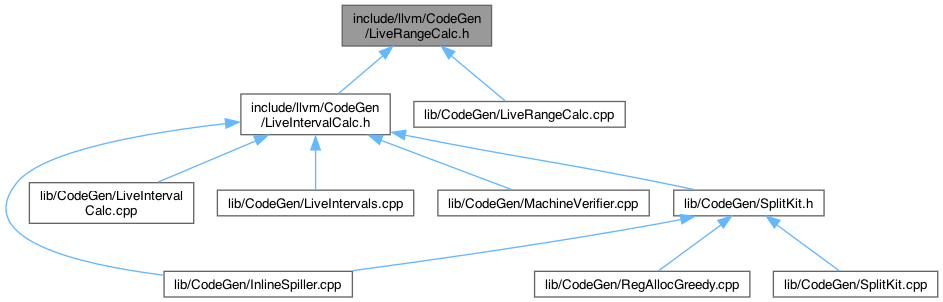 include/llvm/CodeGen
/LiveRangeCalc.h
include/llvm/CodeGen
/LiveIntervalCalc.h
lib/CodeGen/LiveRangeCalc.cpp
lib/CodeGen/LiveInterval
Calc.cpp
lib/CodeGen/LiveIntervals.cpp
lib/CodeGen/MachineVerifier.cpp
lib/CodeGen/SplitKit.h
lib/CodeGen/InlineSpiller.cpp
lib/CodeGen/RegAllocGreedy.cpp
lib/CodeGen/SplitKit.cpp